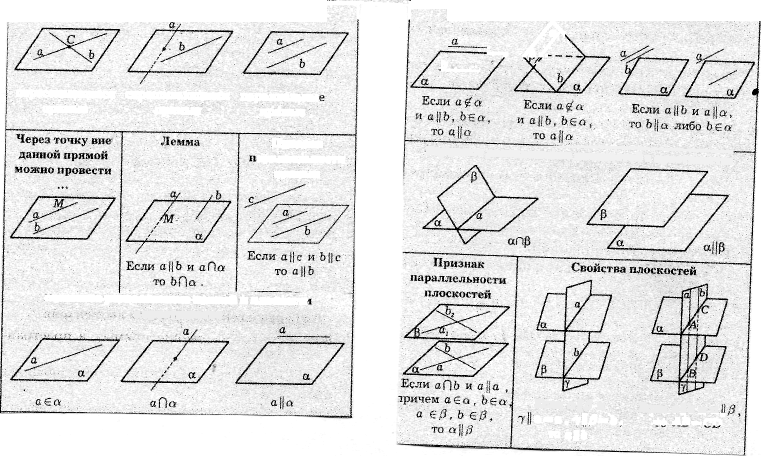 a C b
a b
a b
е
Через точку вне
данной прямой
можно провести
...
M
a
b
Лемма
a b
M
α
Если a∥b и a∩α
то b∩α.
п
c
a
b
Если a∥c и b∥c
то a∥b
a α
a∈α
a
α
a∩α
a
α
a∥α
a
α
Если a∉α
и a∥b, b∈α,
то a∥α
b α
Если a∉α
и a∥b, b∈α,
то a∥α
a
b
α
a
α
Если a∥b и a∥α,
то b∥α либо b∈α
β
α a
α∩β
β
α
α∥β
Признак
параллельности
плоскостей
b₂
β a₁
b
α a
Если a∩b и a∥a ,
причем a∈α, b∈α,
a ∈β, b ∈β,
то α∥β
Свойства плоскостей
a
α
b
β
γ
γ∥
a b
C
α A
D
β B
γ
∥β,